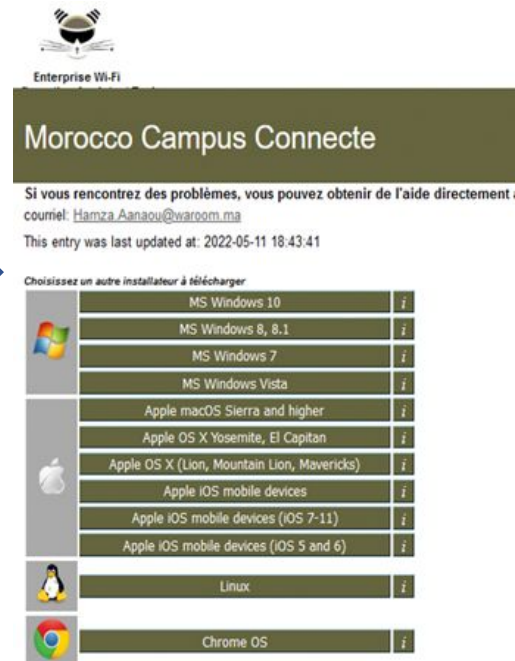 Enterprise Wi-Fi
Morocco Campus Connecte
Si vous rencontrez des problèmes, vous pouvez obtenir de l'aide directement
courriel: Hamza.Aanaou@waroom.ma
This entry was last updated at: 2022-05-11 18:43:41
Choisissez un autre installateur à télécharger
MS Windows 10 i
MS Windows 8, 8.1 i
MS Windows 7 i
MS Windows Vista i
Apple macOS Sierra and higher i
Apple OS X Yosemite, El Capitan i
Apple OS X (Lion, Mountain Lion, Mavericks) i
Apple iOS mobile devices i
Apple iOS mobile devices (iOS 7-11) i
Apple iOS mobile devices (iOS 5 and 6) i
Linux i
Chrome OS i